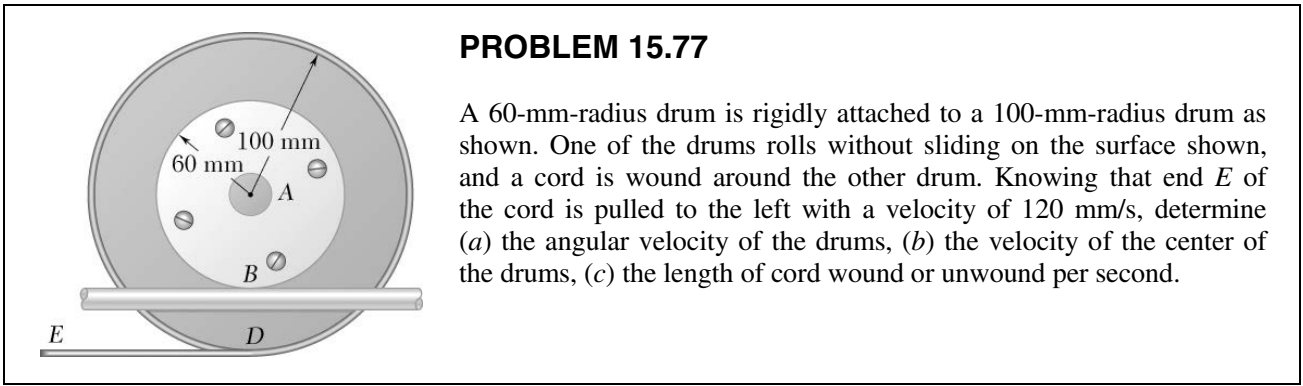 PROBLEM 15.77
A 60-mm-radius drum is rigidly attached to a 100-mm-radius drum as
shown. One of the drums rolls without sliding on the surface shown,
and a cord is wound around the other drum. Knowing that end E of
the cord is pulled to the left with a velocity of 120 mm/s, determine
(a) the angular velocity of the drums, (b) the velocity of the center of
the drums, (c) the length of cord wound or unwound per second.
100 mm
60 mm
A
B
E
D